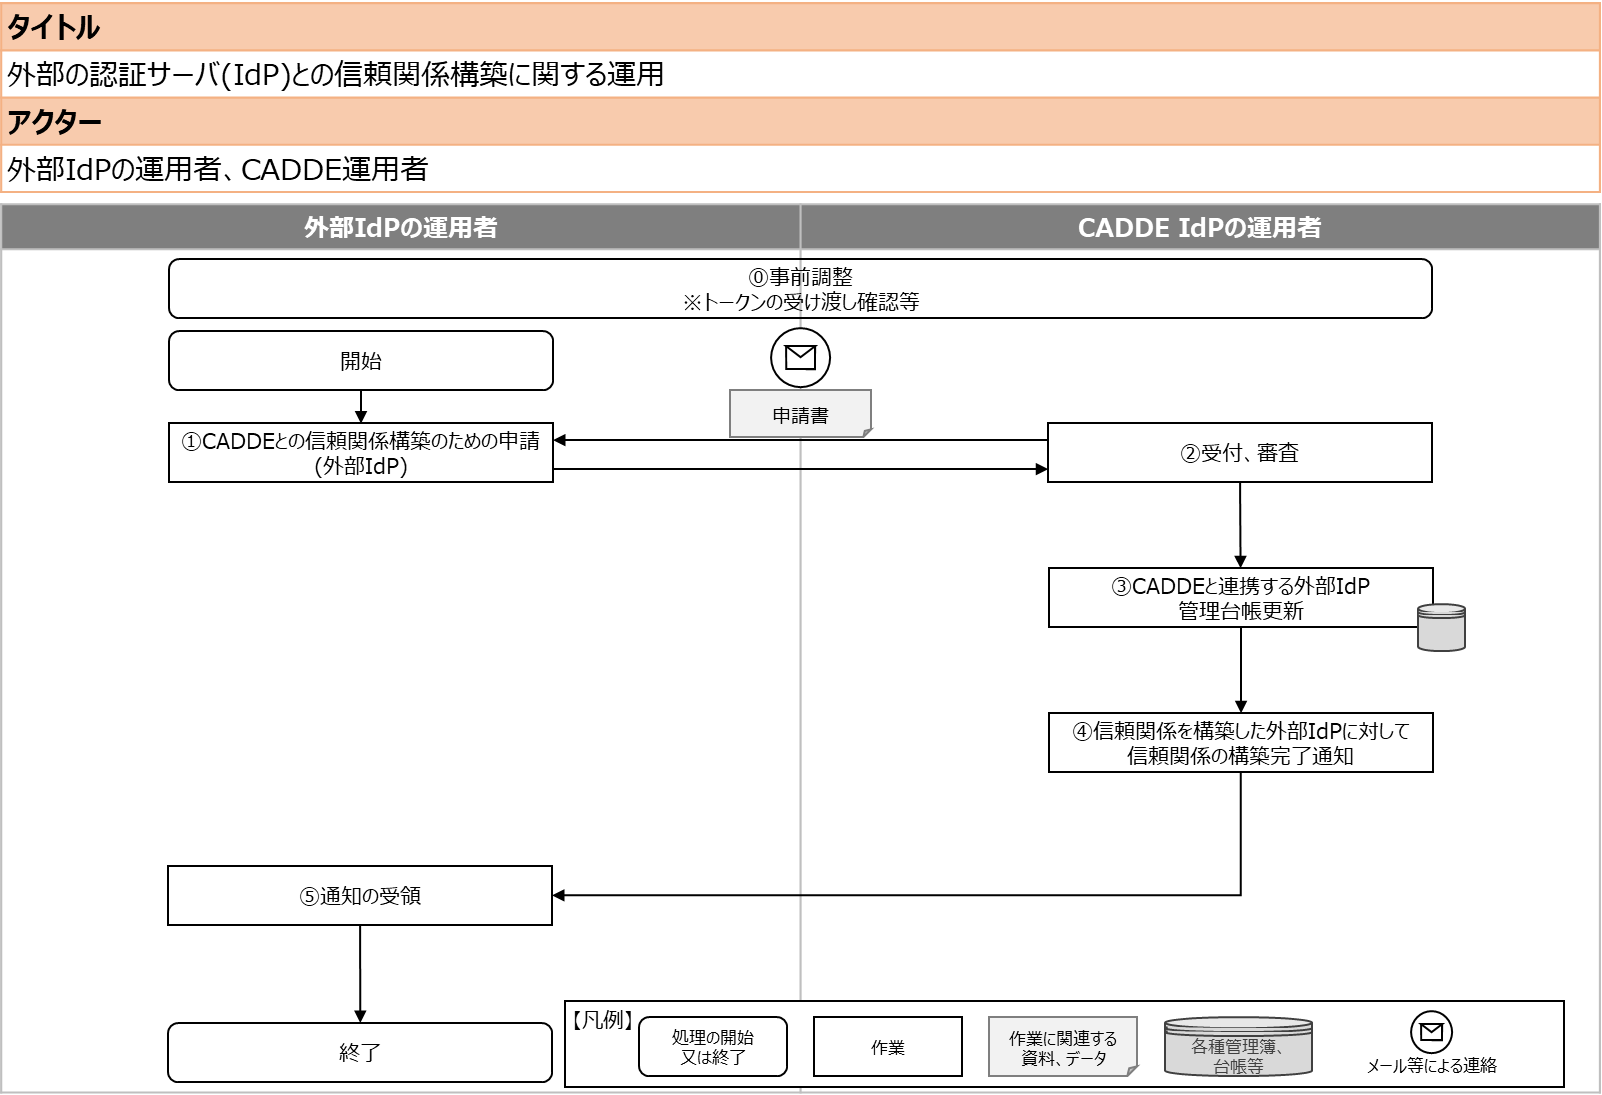 タイトル
外部の認証サーバ(IdP)との信頼関係構築に関する運用
アクター
外部IdPの運用者、CADDE運用者
外部IdPの運用者
CADDE IdPの運用者
⓪事前調整
※トークンの受け渡し確認等
開始
申請書
①CADDEとの信頼関係構築のための申請
(外部IdP)
②受付、審査
③CADDEと連携する外部IdP
管理台帳更新
④信頼関係を構築した外部IdPに対して
信頼関係の構築完了通知
⑤通知の受領
終了
【凡例】
処理の開始
又は終了
作業
作業に関連する
資料、データ
各種管理簿、
台帳等
メール等による連絡